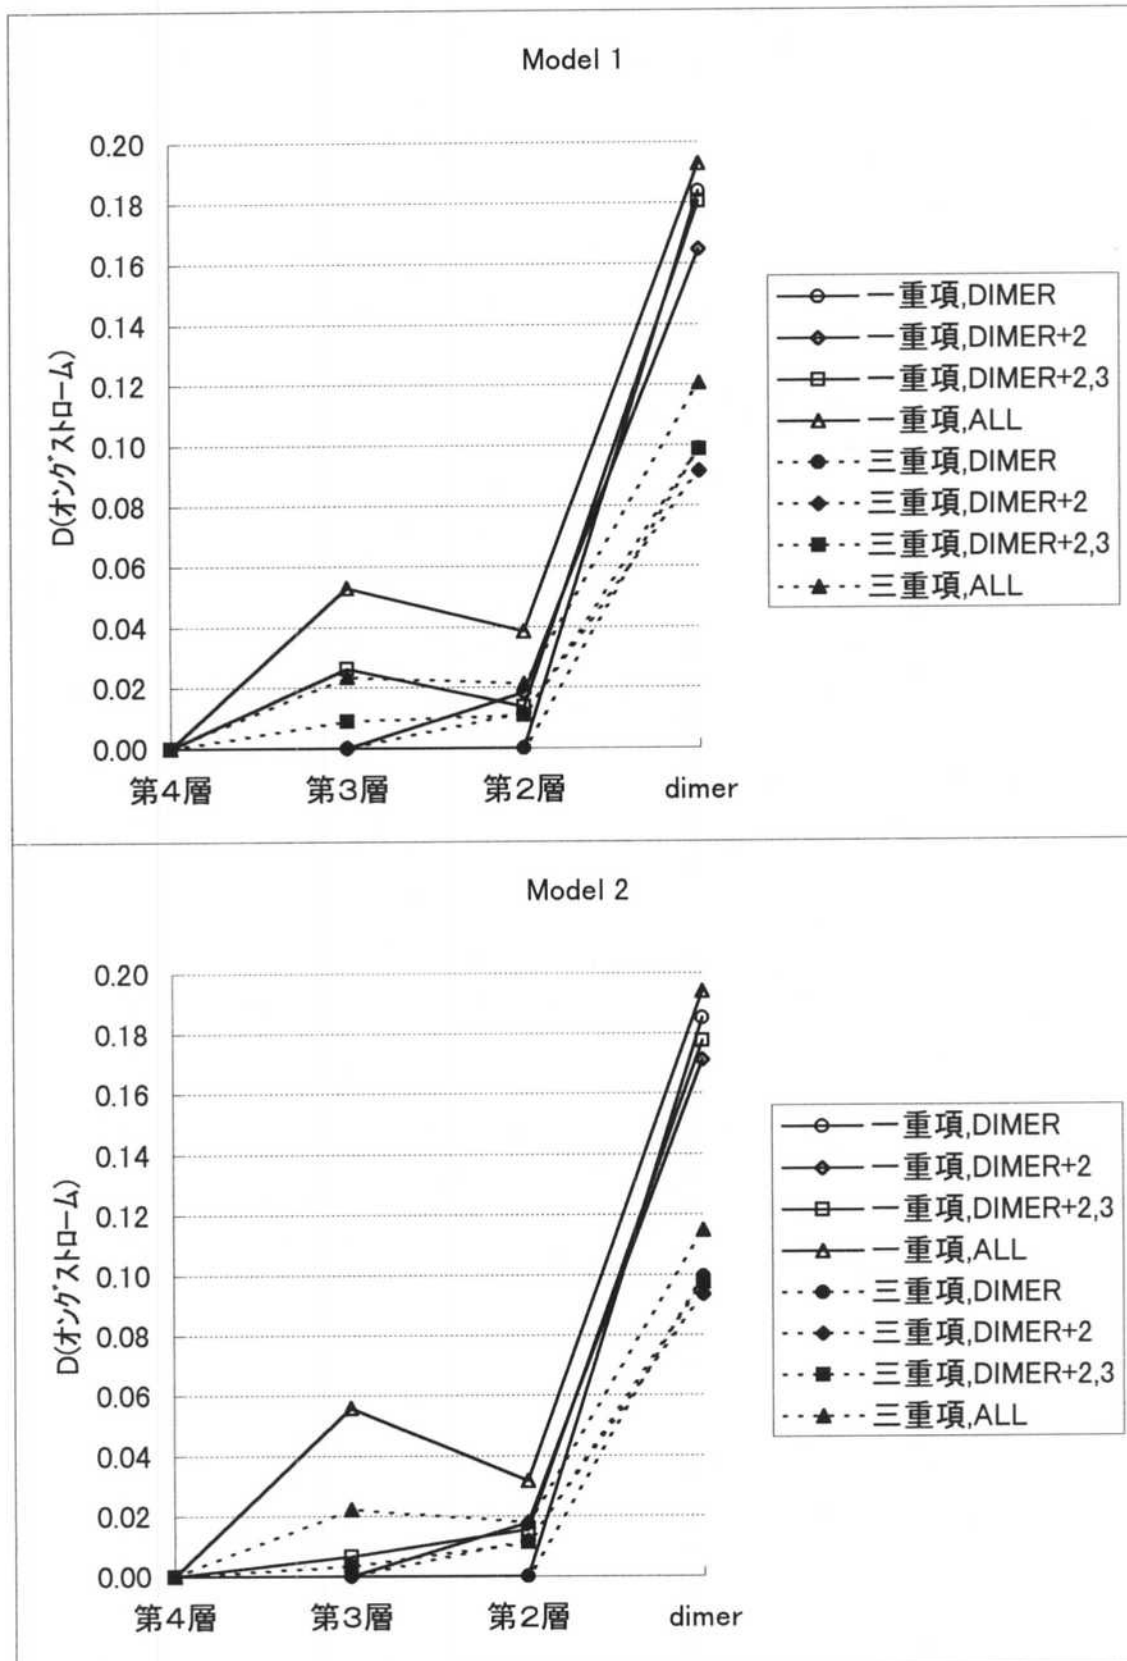 Model 1
0.20
0.18
0.16
0.14
0.12
0.10
0.08
0.06
0.04
0.02
0.00
D(オングストローム)
第4層 第3層 第2層 dimer
一重項,DIMER
一重項,DIMER+2
一重項,DIMER+2,3
一重項,ALL
三重項,DIMER
三重項,DIMER+2
三重項,DIMER+2,3
三重項,ALL
Model 2
0.20
0.18
0.16
0.14
0.12
0.10
0.08
0.06
0.04
0.02
0.00
D(オングストローム)
第4層 第3層 第2層 dimer
一重項,DIMER
一重項,DIMER+2
一重項,DIMER+2,3
一重項,ALL
三重項,DIMER
三重項,DIMER+2
三重項,DIMER+2,3
三重項,ALL